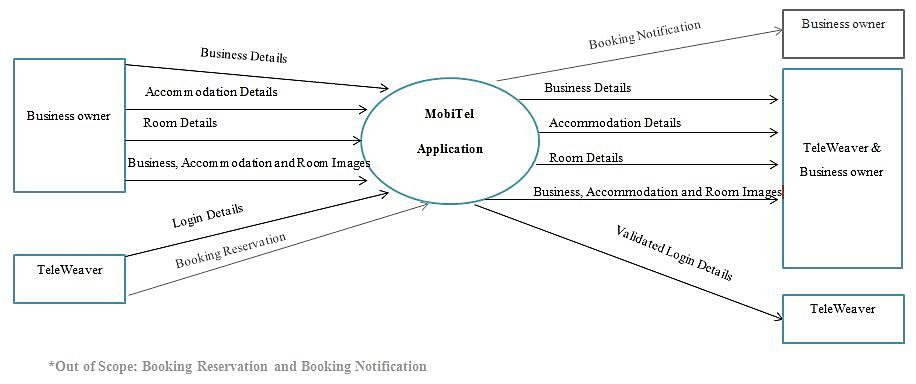 Business owner
Booking Notification
Business Details
Business Details
Accommodation Details
MobiTel
Application
Business owner
Room Details
Accommodation Details
TeleWeaver &
Business owner
Business, Accommodation and Room Images
Room Details
Business, Accommodation and Room Images
Login Details
Booking Reservation
TeleWeaver
Validated Login Details
TeleWeaver
*Out of Scope: Booking Reservation and Booking Notification